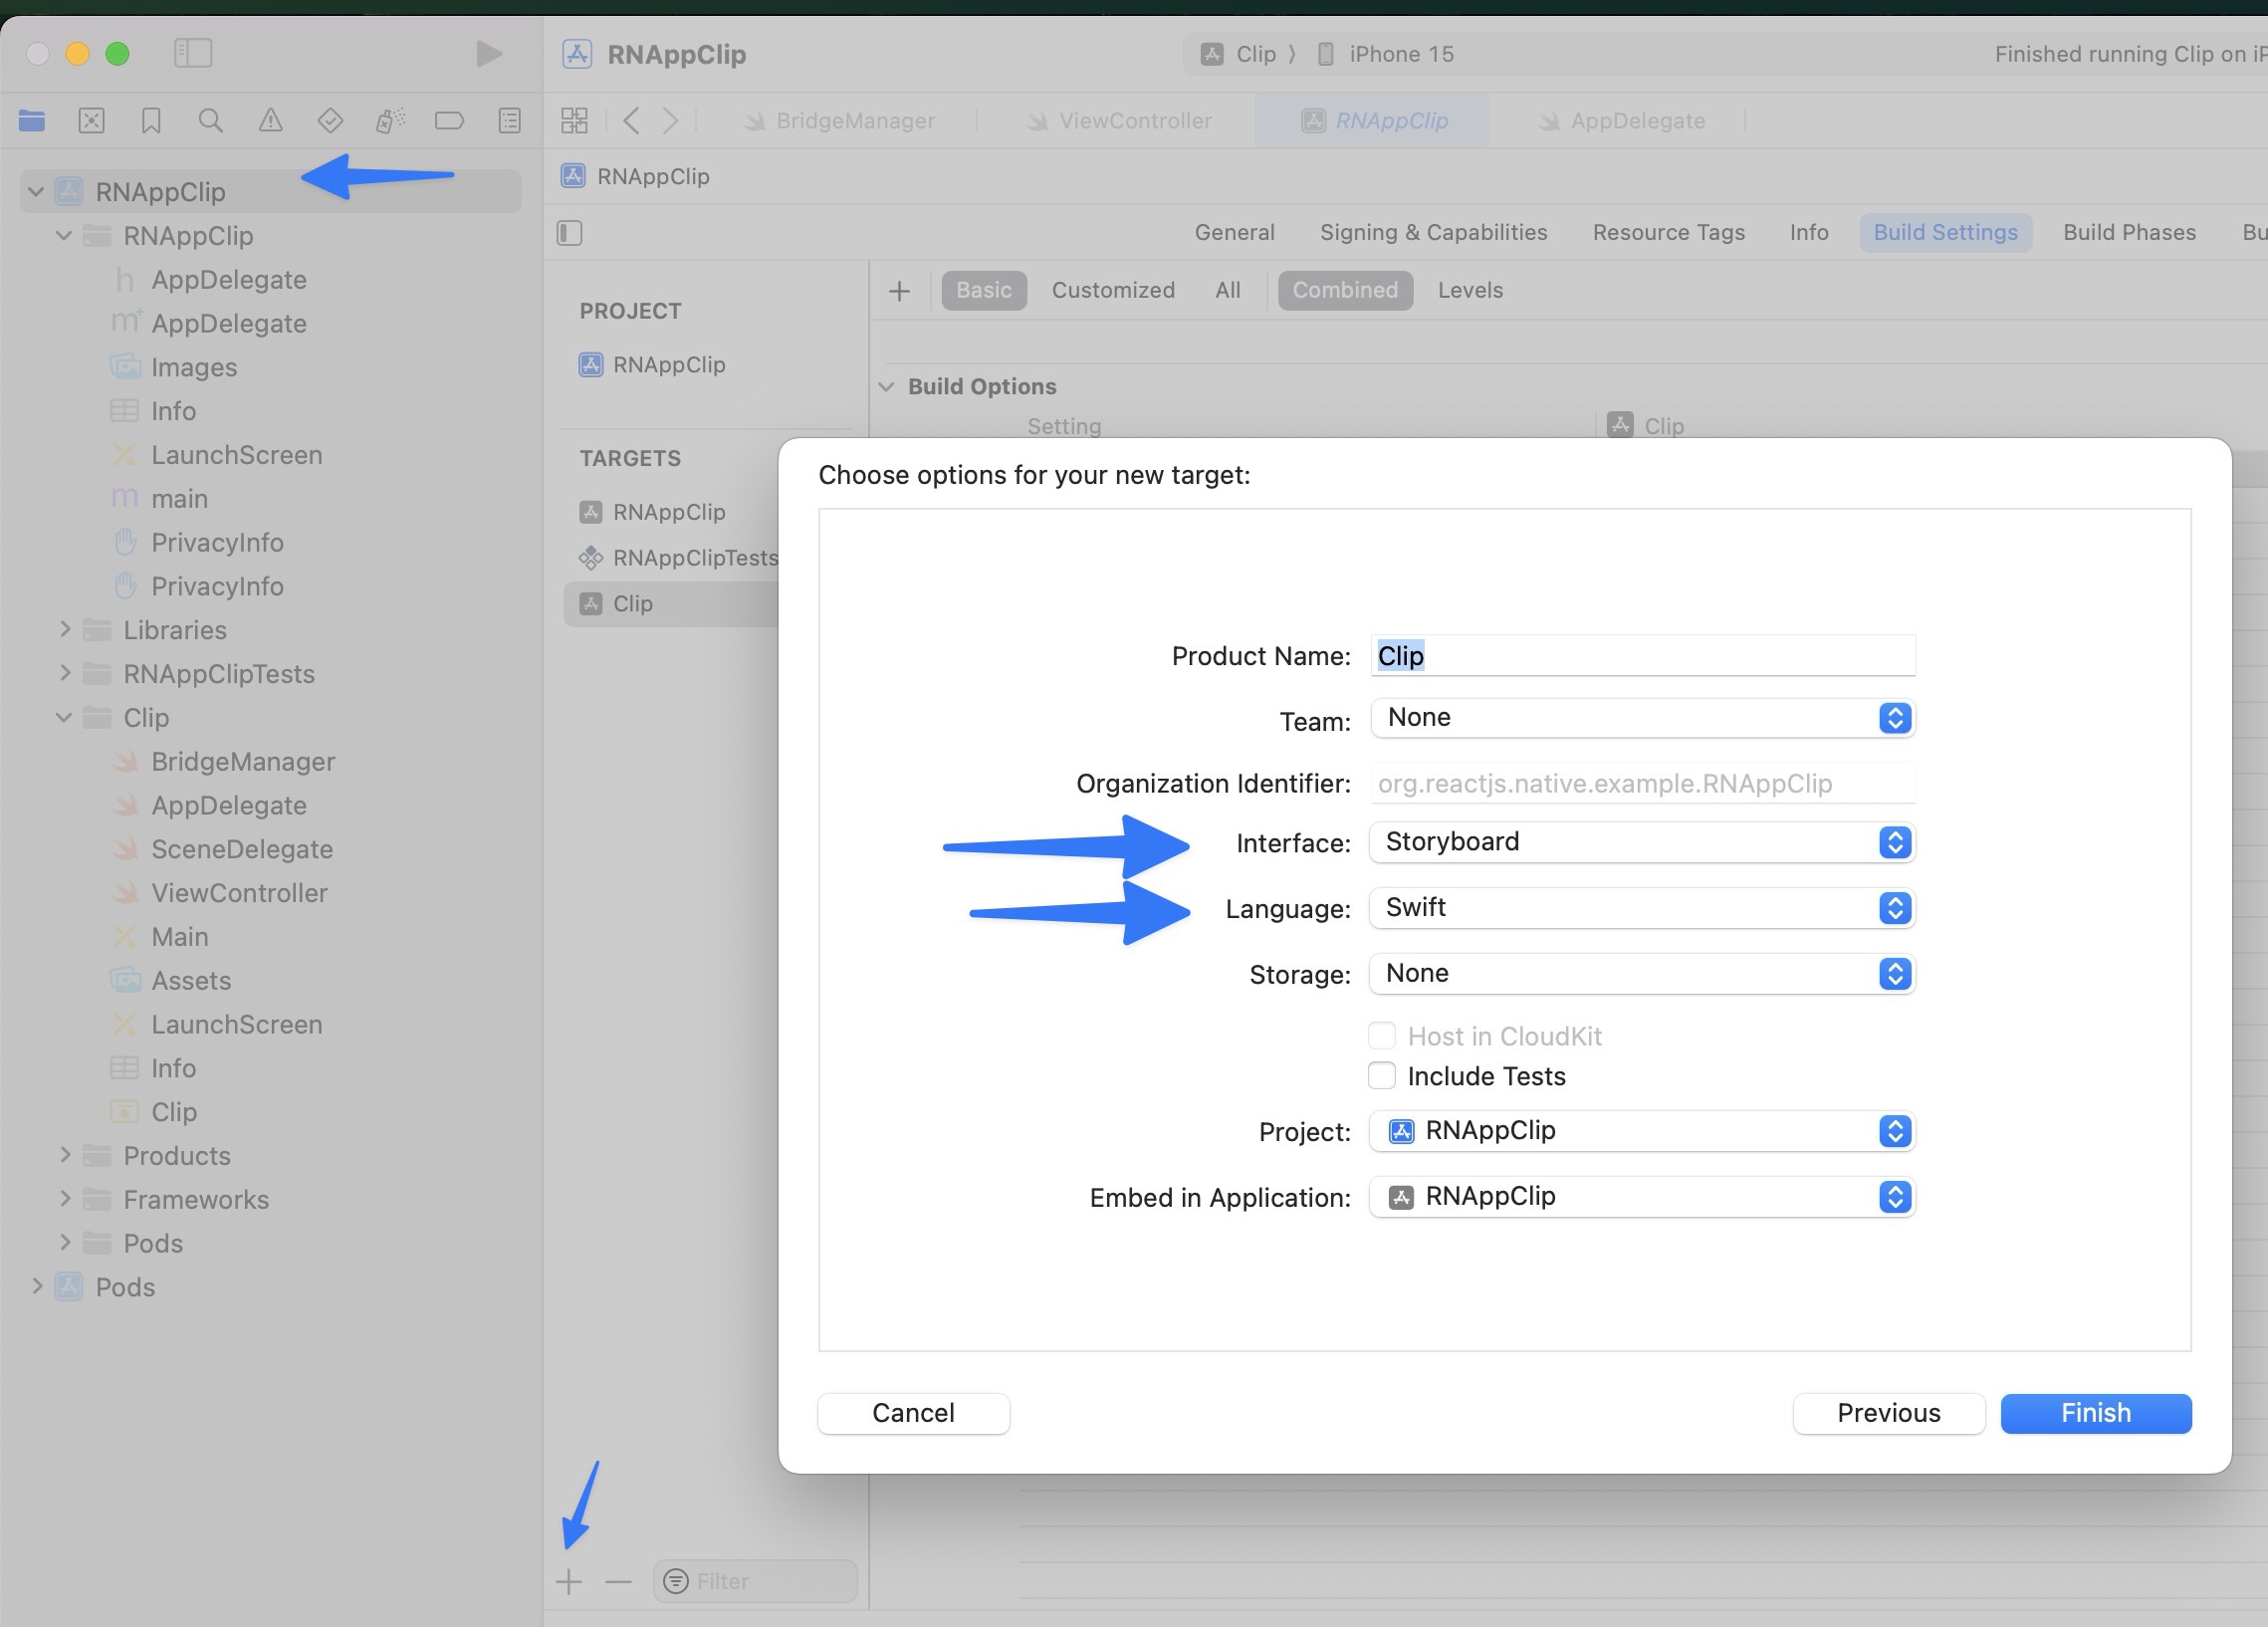 RNAppClip
Clip
iPhone 15
Finished running Clip on iP
BridgeManager
ViewController
RNAppClip
AppDelegate
RNAppClip
General
Signing & Capabilities
Resource Tags
Info
Build Settings
Build Phases
Bu
Basic
Customized
All
Combined
Levels
RNAppClip
RNAppClip
h AppDelegate
m+ AppDelegate
Images
Info
LaunchScreen
m main
PrivacyInfo
PrivacyInfo
Libraries
RNAppClipTests
Clip
BridgeManager
AppDelegate
SceneDelegate
ViewController
Main
Assets
LaunchScreen
Info
Clip
Products
Frameworks
Pods
Pods
PROJECT
RNAppClip
TARGETS
RNAppClip
RNAppClipTests
Clip
Filter
Build Options
Setting
Clip
Choose options for your new target:
Product Name: Clip
Team: None
Organization Identifier: org.reactjs.native.example.RNAppClip
Interface: Storyboard
Language: Swift
Storage: None
Host in CloudKit
Include Tests
Project: RNAppClip
Embed in Application: RNAppClip
Cancel
Previous
Finish